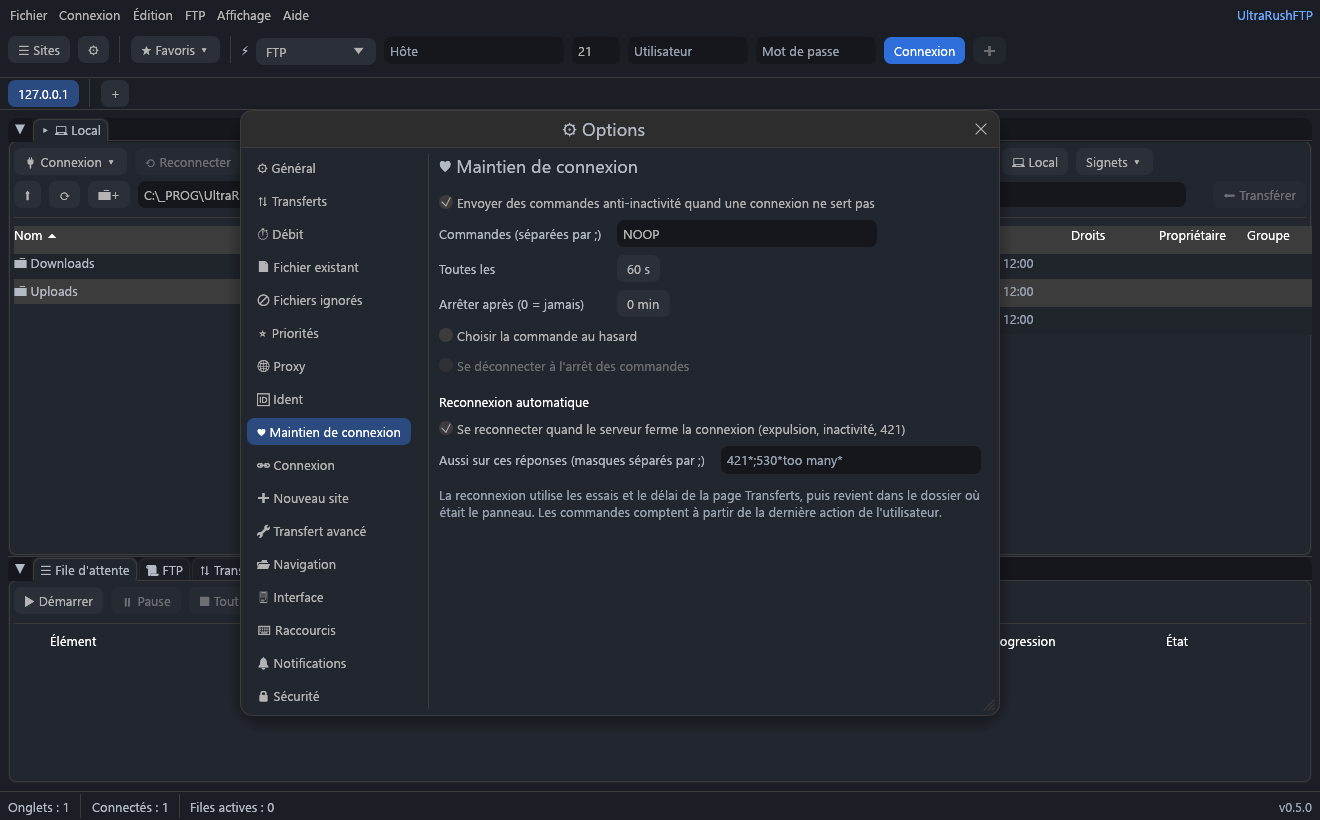 Fichier Connexion Édition FTP Affichage Aide UltraRushFTP
Sites Favoris FTP Hôte 21 Utilisateur Mot de passe Connexion +
127.0.0.1 +
Local
Options
Connexion Reconnecter
Local Signets
C:\_PROG\UltraR
Transférer
Nom
Droits Propriétaire Groupe
Downloads
12:00
Uploads
12:00
12:00
Général
Transferts
Débit
Fichier existant
Fichiers ignorés
Priorités
Proxy
Ident
Maintien de connexion
Connexion
Nouveau site
Transfert avancé
Navigation
Interface
Raccourcis
Notifications
Sécurité
Maintien de connexion
Envoyer des commandes anti-inactivité quand une connexion ne sert pas
Commandes (séparées par ;) NOOP
Toutes les 60 s
Arrêter après (0 = jamais) 0 min
Choisir la commande au hasard
Se déconnecter à l'arrêt des commandes
Reconnexion automatique
Se reconnecter quand le serveur ferme la connexion (expulsion, inactivité, 421)
Aussi sur ces réponses (masques séparés par ;) 421*;530*too many*
La reconnexion utilise les essais et le délai de la page Transferts, puis revient dans le dossier où
était le panneau. Les commandes comptent à partir de la dernière action de l'utilisateur.
File d'attente FTP Trans
Démarrer Pause Tout
Élément ogression État
Onglets : 1 Connectés : 1 Files actives : 0 v0.5.0